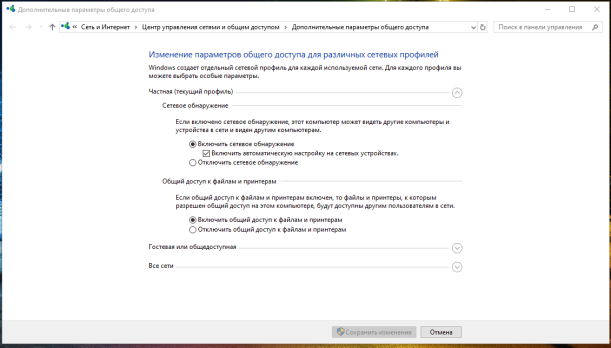 Дополнительные параметры общего доступа
« Сеть и Интернет > Центр управления сетями и общим доступом > Дополнительные параметры общего доступа
Поиск в панели управления
Изменение параметров общего доступа для различных сетевых профилей
Windows создает отдельный сетевой профиль для каждой используемой сети. Для каждого профиля вы
можете выбрать особые параметры.
Частная (текущий профиль)
Сетевое обнаружение
Если включено сетевое обнаружение, этот компьютер может видеть другие компьютеры и
устройства в сети и виден другим компьютерам.
Включить сетевое обнаружение
Включить автоматическую настройку на сетевых устройствах.
Отключить сетевое обнаружение
Общий доступ к файлам и принтерам
Если общий доступ к файлам и принтерам включен, то файлы и принтеры, к которым
разрешен общий доступ на этом компьютере, будут доступны другим пользователям в сети.
Включить общий доступ к файлам и принтерам
Отключить общий доступ к файлам и принтерам
Гостевая или общедоступная
Все сети
Сохранить изменения
Отмена